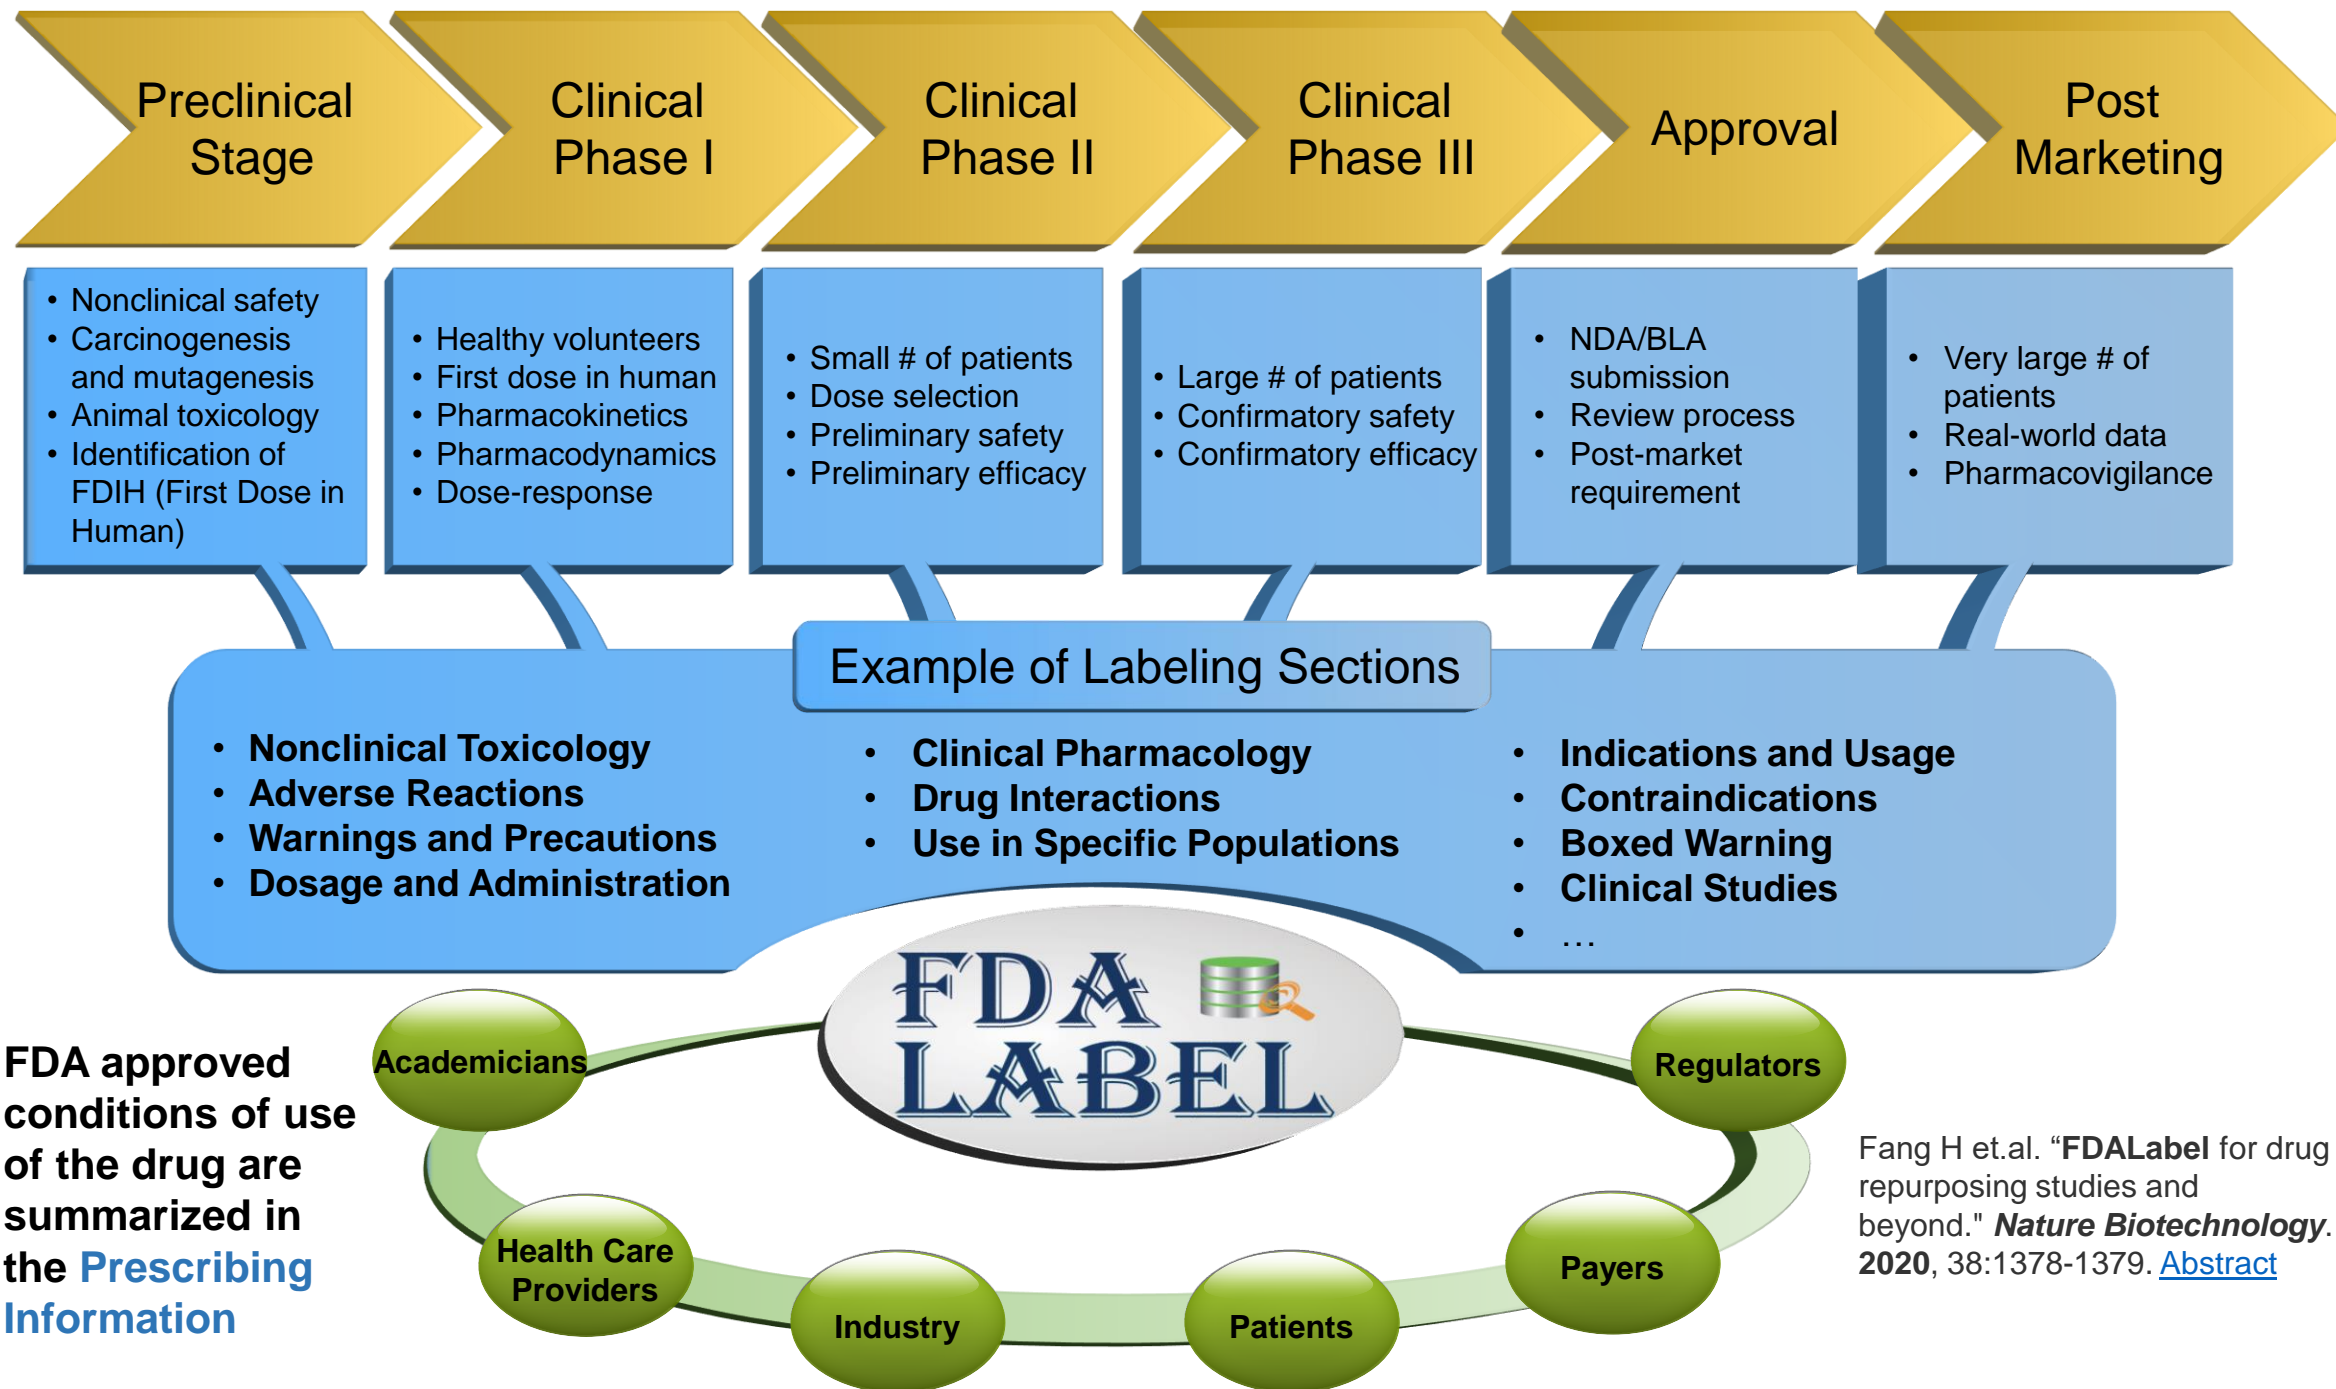 Preclinical
Stage
Clinical
Phase I
Clinical
Phase II
Clinical
Phase III
Approval
Post
Marketing
• Nonclinical safety
• Carcinogenesis
and mutagenesis
• Animal toxicology
• Identification of
FDIH (First Dose in
Human)
• Healthy volunteers
• First dose in human
• Pharmacokinetics
• Pharmacodynamics
• Dose-response
• Small # of patients
• Dose selection
• Preliminary safety
• Preliminary efficacy
• Large # of patients
• Confirmatory safety
• Confirmatory efficacy
• NDA/BLA
submission
• Review process
• Post-market
requirement
• Very large # of
patients
• Real-world data
• Pharmacovigilance
Example of Labeling Sections
• Nonclinical Toxicology
• Adverse Reactions
• Warnings and Precautions
• Dosage and Administration
• Clinical Pharmacology
• Drug Interactions
• Use in Specific Populations
• Indications and Usage
• Contraindications
• Boxed Warning
• Clinical Studies
• …
FDA
LABEL
Academicians
Health Care
Providers
Industry
Patients
Payers
Regulators
FDA approved
conditions of use
of the drug are
summarized in
the Prescribing
Information
Fang H et.al. “FDALabel for drug
repurposing studies and
beyond." Nature Biotechnology.
2020, 38:1378-1379. Abstract